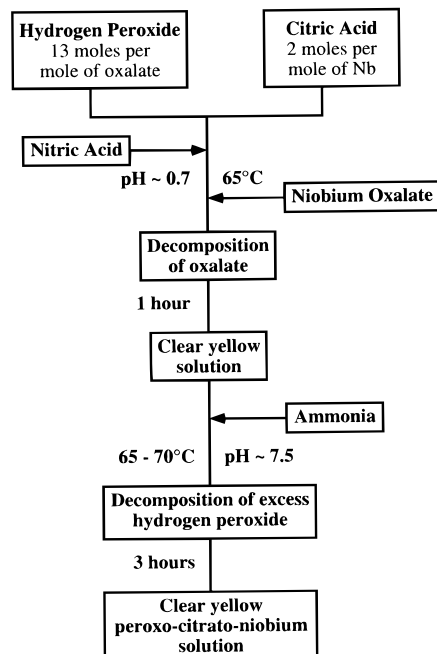 Hydrogen Peroxide
13 moles per
mole of oxalate
Citric Acid
2 moles per
mole of Nb
Nitric Acid
pH ~ 0.7
65°C
Niobium Oxalate
Decomposition
of oxalate
1 hour
Clear yellow
solution
Ammonia
65 - 70°C
pH ~ 7.5
Decomposition of excess
hydrogen peroxide
3 hours
Clear yellow
peroxo-citrato-niobium
solution